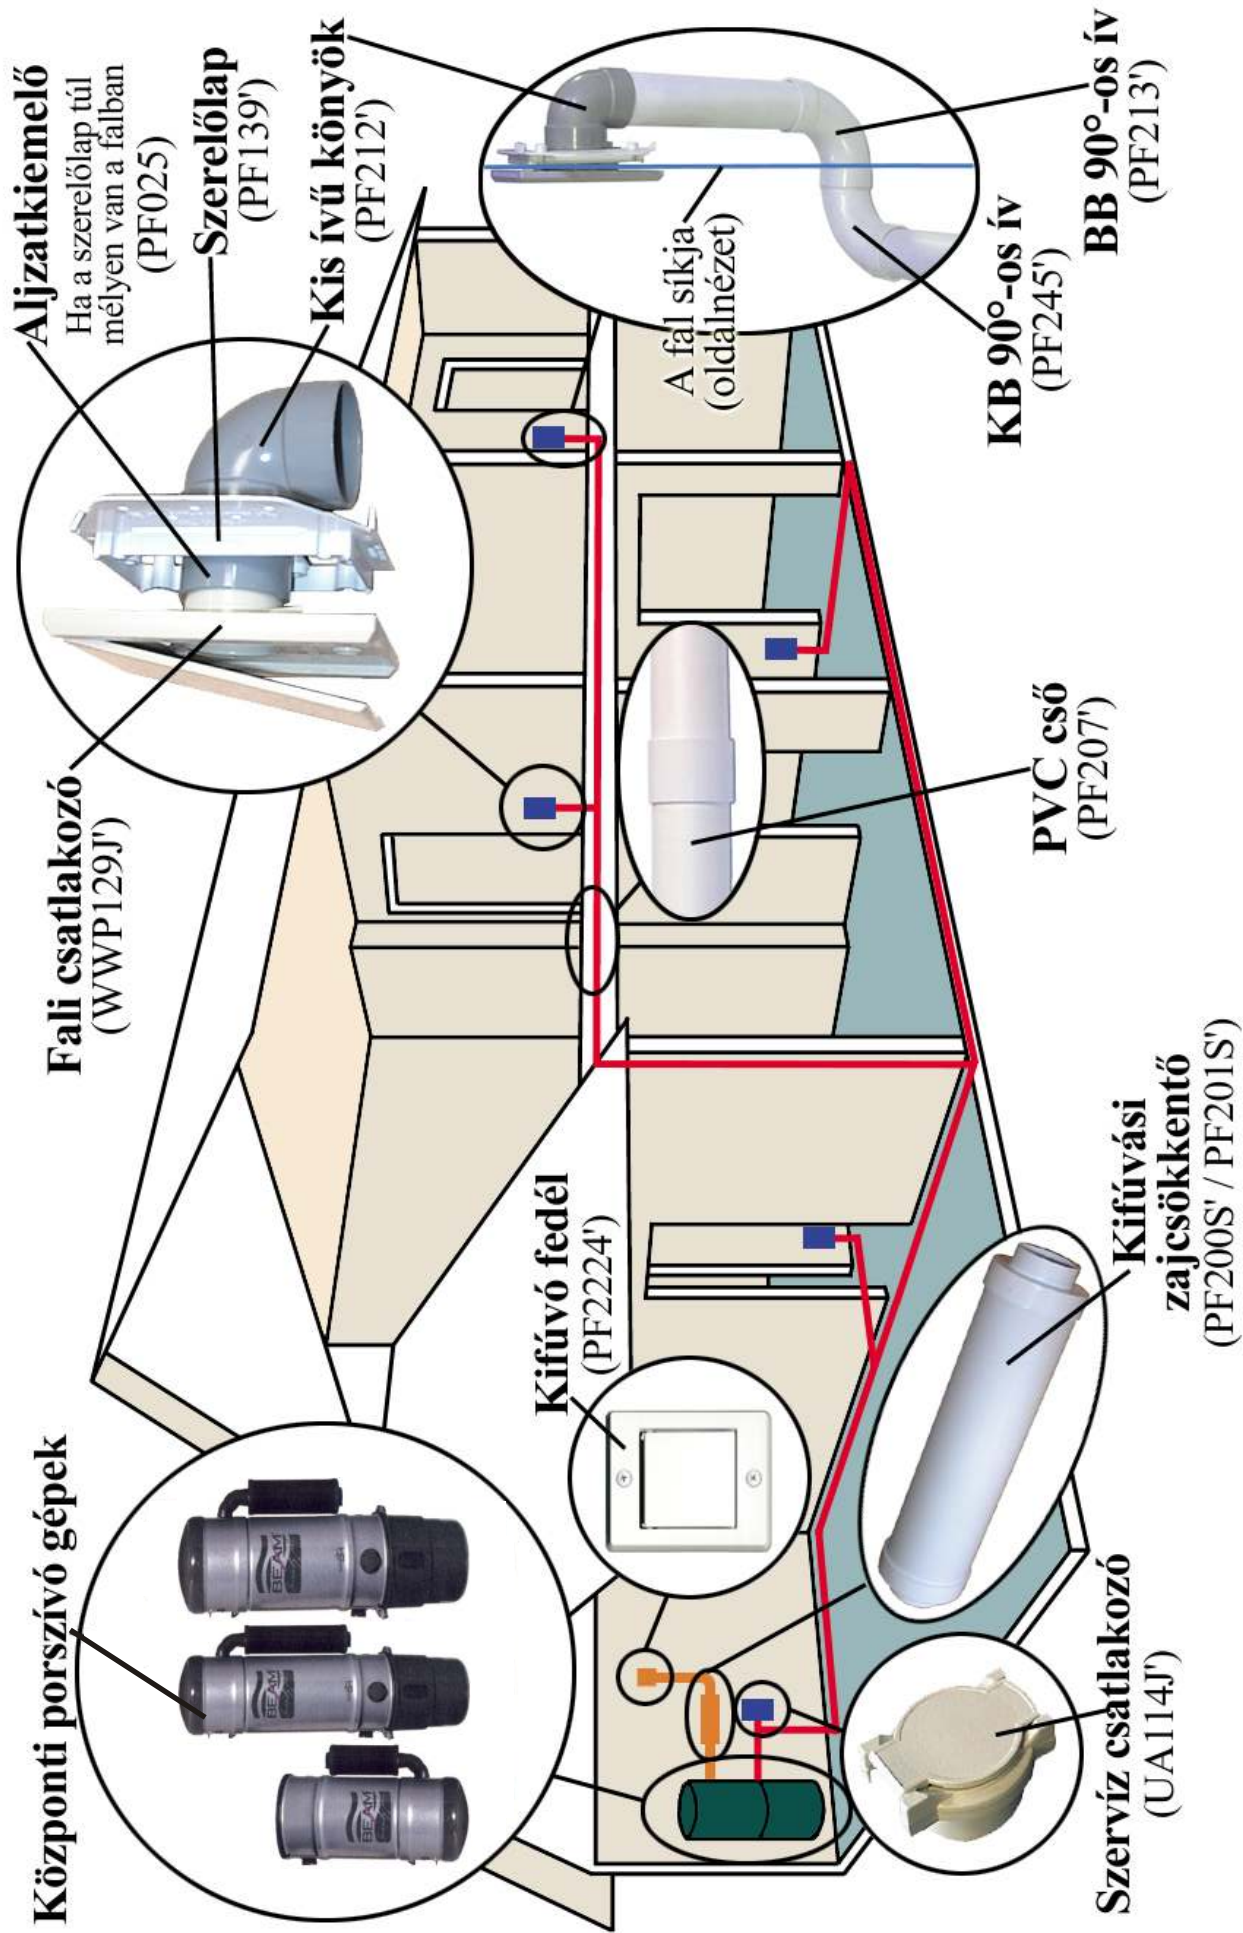 Központi porszívó gépek
Fali csatlakozó
(WWP129J')
Aljzatkiemelő
Ha a szerelőlap túl
mélyen van a falban
(PF025)
Szerelőlap
(PF139')
Kis ívű könyök
(PF212')
BEAM
BEAM
BEAM
Kifúvó fedél
(PF2224')
A fal síkja
(oldalnézet)
KB 90°-os ív
(PF245')
BB 90°-os ív
(PF213')
PVC cső
(PF207')
Szervíz csatlakozó
(UA114J')
Kifúvási
zajcsökkentő
(PF200S' / PF201S')